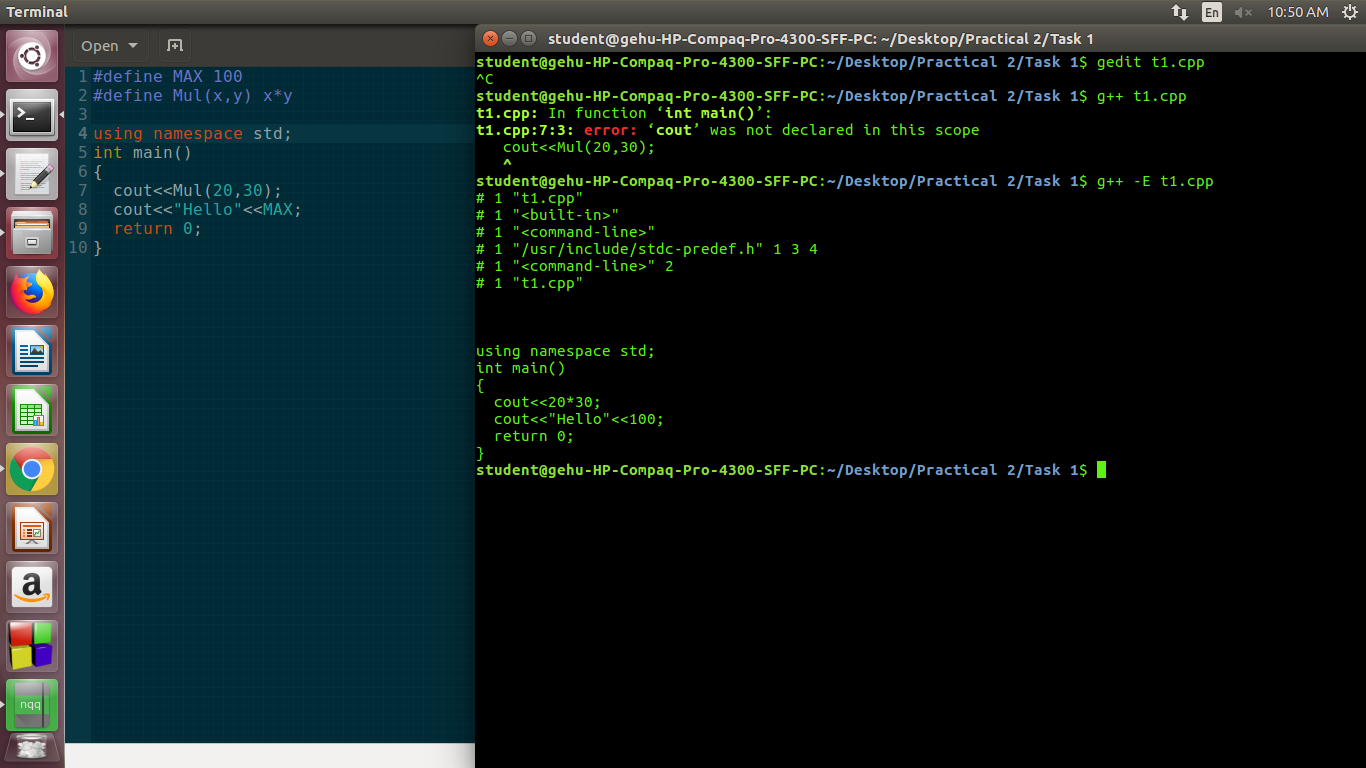 Terminal
En
10:50 AM
Open
student@gehu-HP-Compaq-Pro-4300-SFF-PC: ~/Desktop/Practical 2/Task 1
1 #define MAX 100
2 #define Mul(x,y) x*y
3
4 using namespace std;
5 int main()
6 {
7   cout<<Mul(20,30);
8   cout<<"Hello"<<MAX;
9   return 0;
10 }
student@gehu-HP-Compaq-Pro-4300-SFF-PC:~/Desktop/Practical 2/Task 1$ gedit t1.cpp
^C
student@gehu-HP-Compaq-Pro-4300-SFF-PC:~/Desktop/Practical 2/Task 1$ g++ t1.cpp
t1.cpp: In function ‘int main()’:
t1.cpp:7:3: error: ‘cout’ was not declared in this scope
   cout<<Mul(20,30);
   ^
student@gehu-HP-Compaq-Pro-4300-SFF-PC:~/Desktop/Practical 2/Task 1$ g++ -E t1.cpp
# 1 "t1.cpp"
# 1 "<built-in>"
# 1 "<command-line>"
# 1 "/usr/include/stdc-predef.h" 1 3 4
# 1 "<command-line>" 2
# 1 "t1.cpp"
using namespace std;
int main()
{
  cout<<20*30;
  cout<<"Hello"<<100;
  return 0;
}
student@gehu-HP-Compaq-Pro-4300-SFF-PC:~/Desktop/Practical 2/Task 1$
a
nqq